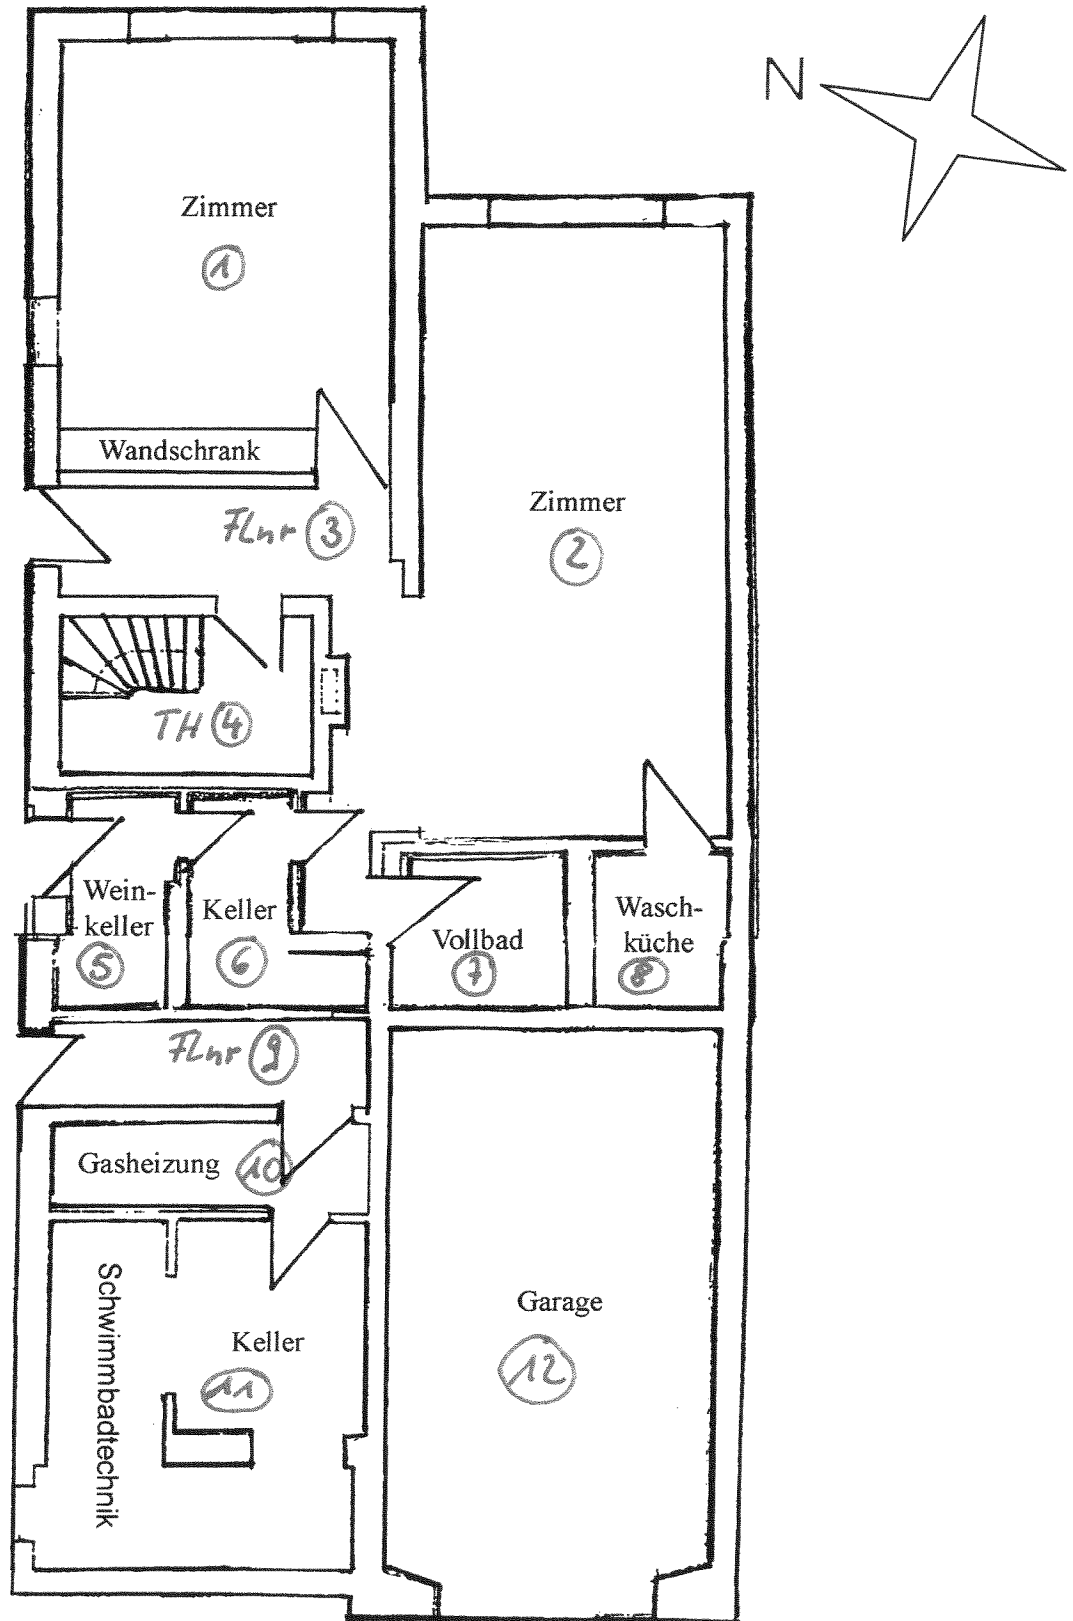 N
Zimmer
1
Wandschrank
Flur 3
Zimmer
2
TH 4
Wein-
keller
5
Keller
6
Vollbad
7
Wasch-
küche
8
Flur 9
Gasheizung 10
Schwimmbadtechnik
Keller
11
Garage
12